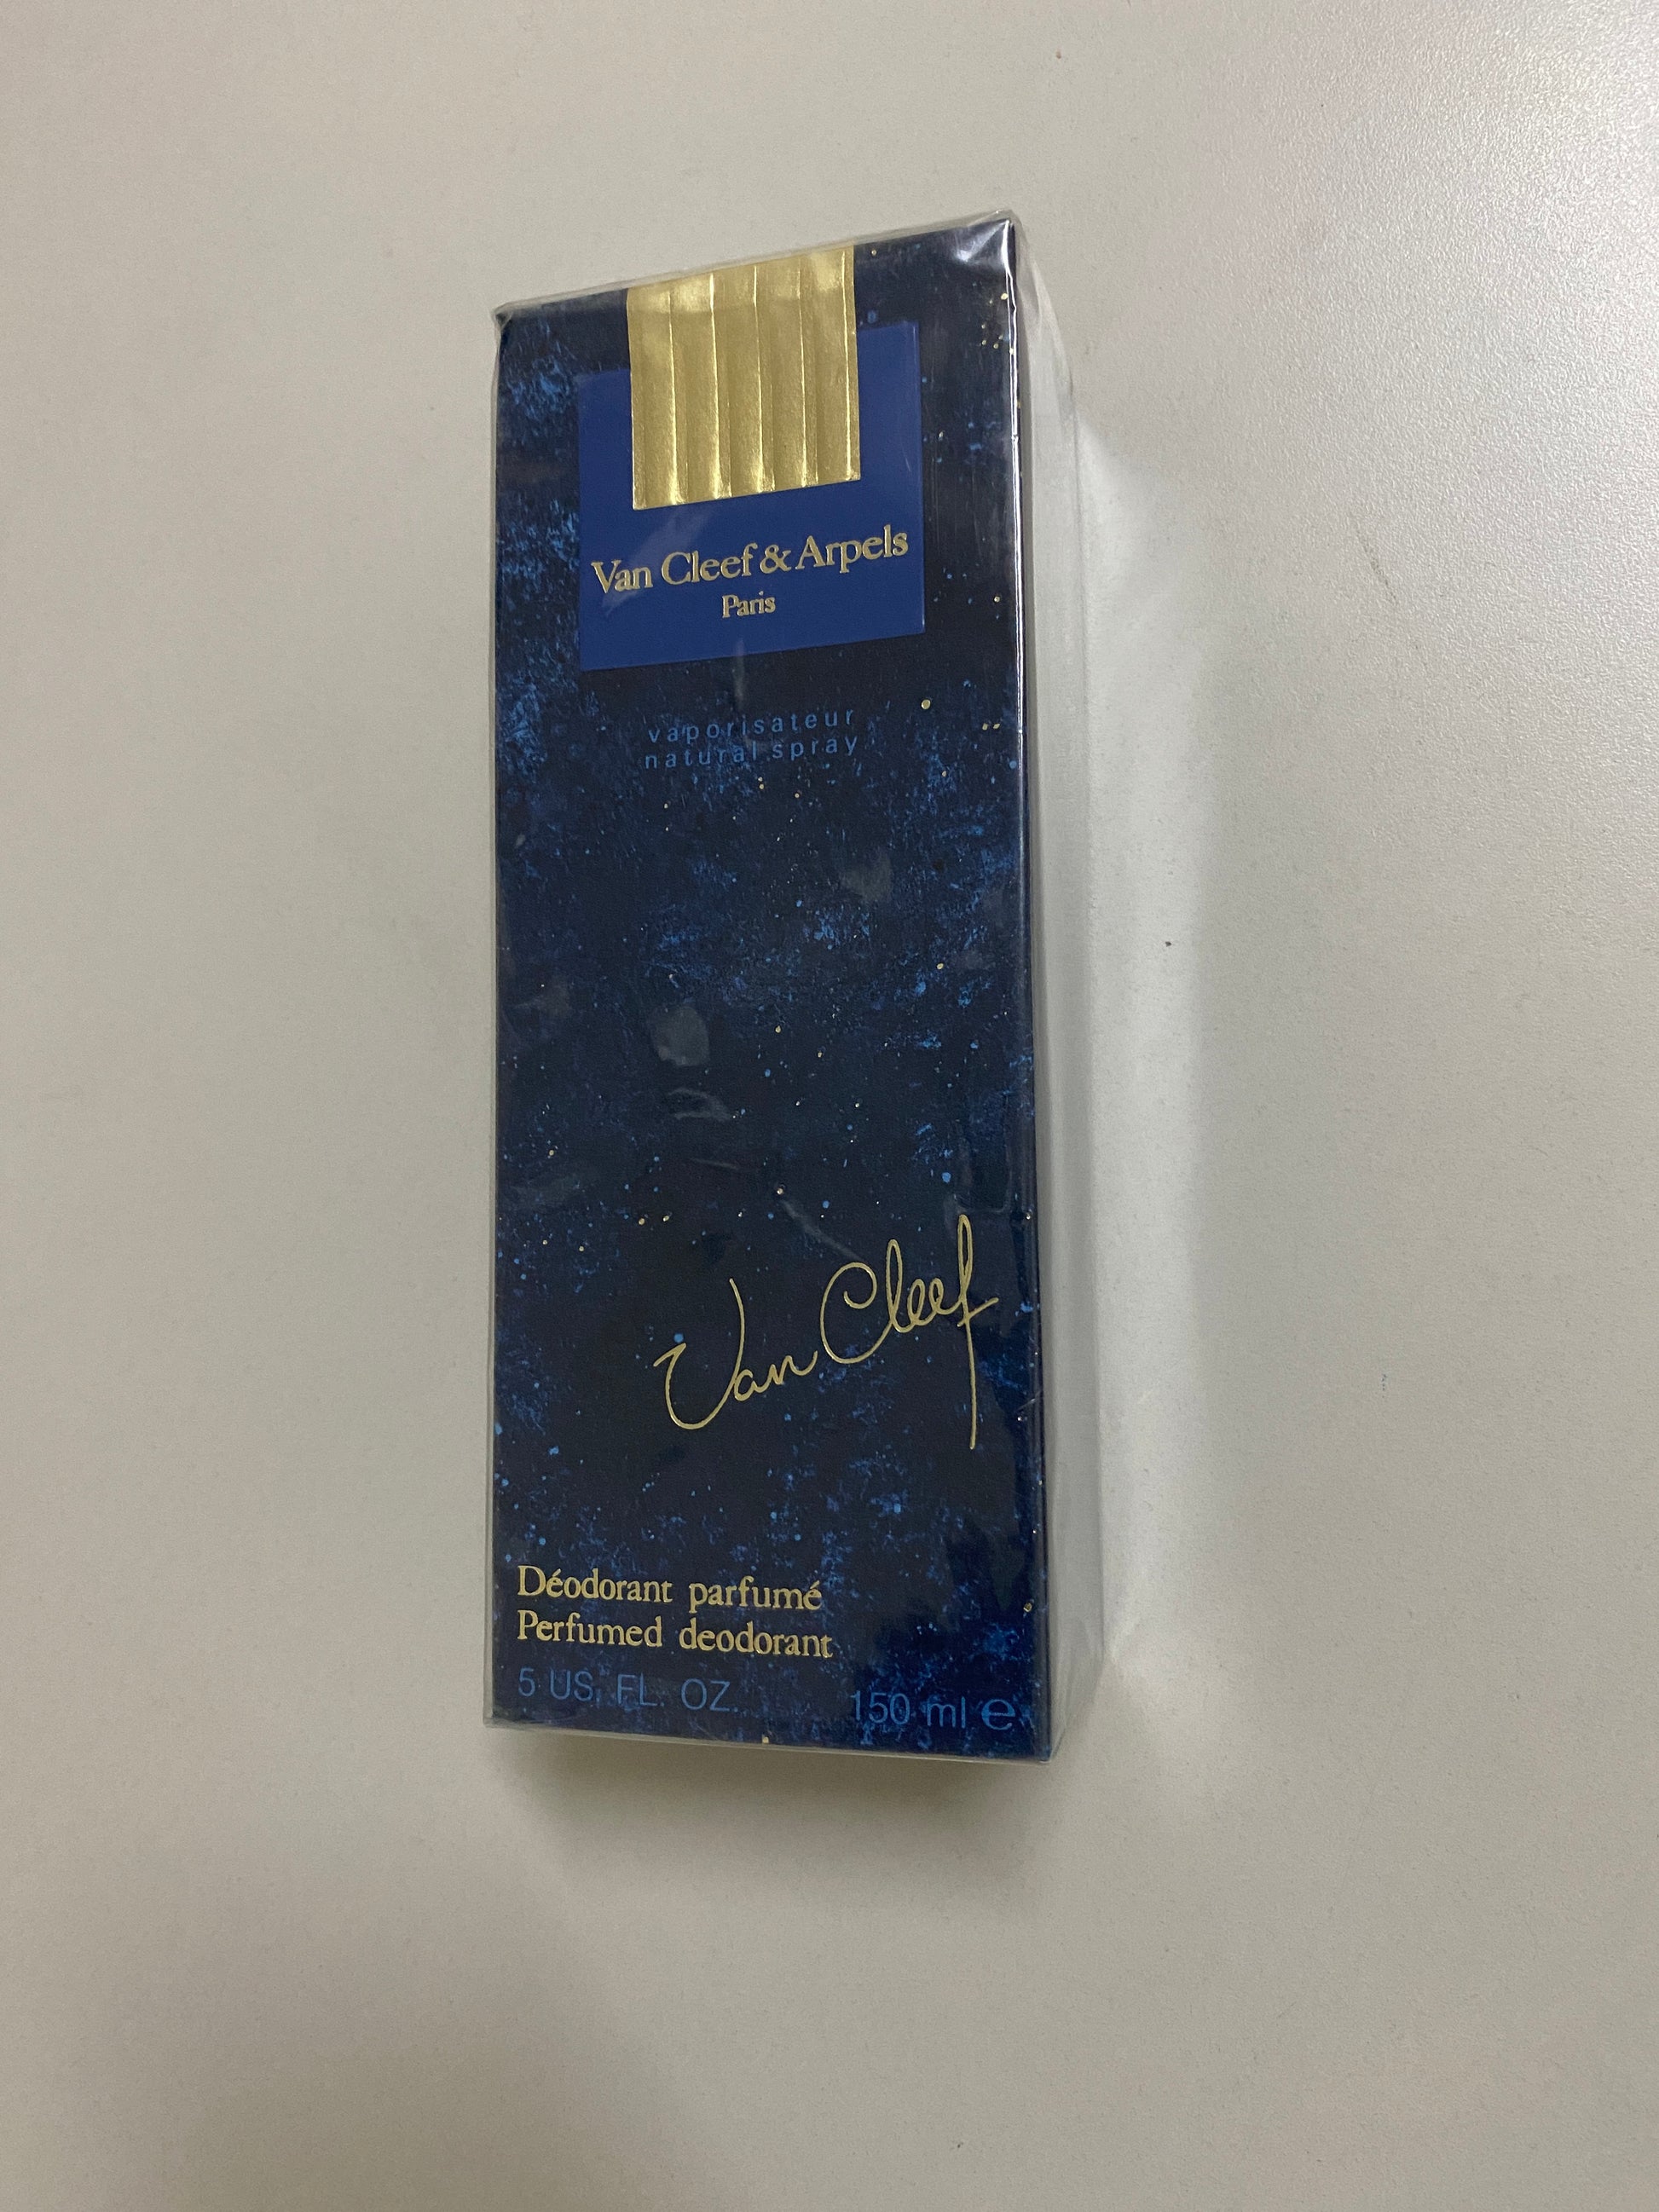 Van Cleef & Arpels
Paris
vaporisateur
natural spray
Van Cleef
Déodorant parfumé
Perfumed deodorant
5 US. FL. OZ. 150 ml ℮